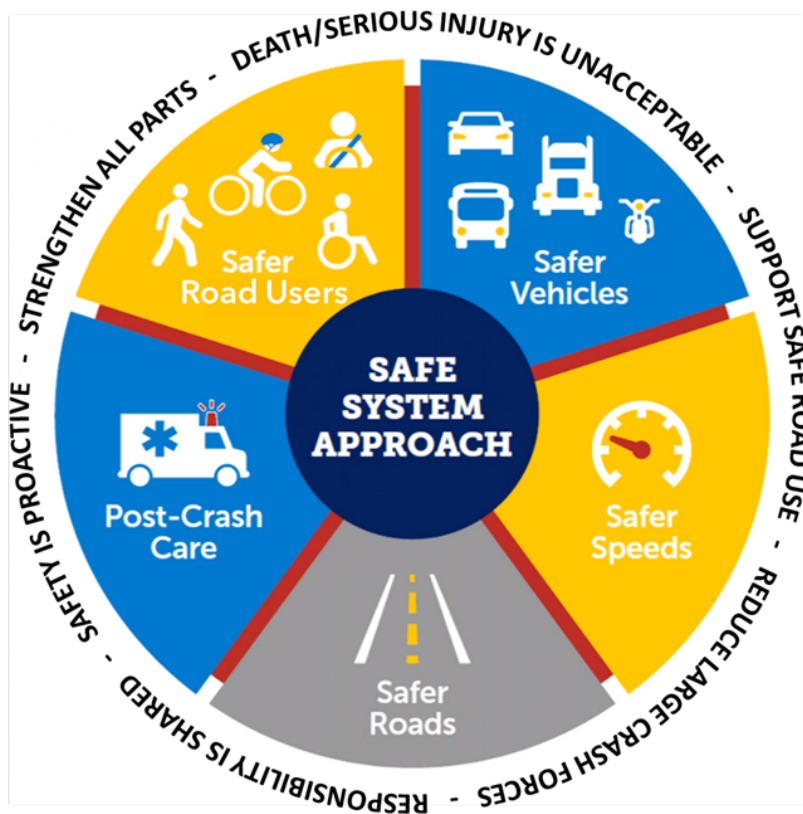 DEATH/SERIOUS INJURY IS UNACCEPTABLE - SUPPORT SAFE ROAD USE - REDUCE LARGE CRASH FORCES - RESPONSIBILITY IS SHARED - SAFETY IS PROACTIVE - STRENGTHEN ALL PARTS -
Safer
Road Users
Safer
Vehicles
SAFE
SYSTEM
APPROACH
Post-Crash
Care
Safer
Speeds
Safer
Roads